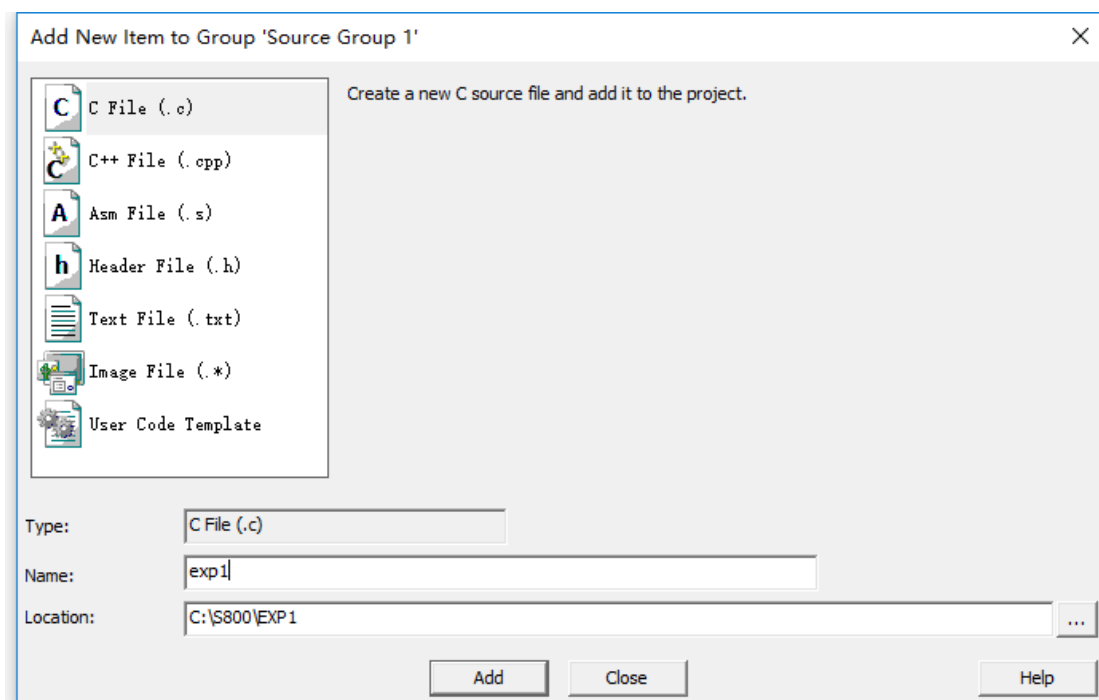 Add New Item to Group 'Source Group 1'
C File (.c)
Create a new C source file and add it to the project.
C++ File (.cpp)
Asm File (.s)
Header File (.h)
Text File (.txt)
Image File (.*)
User Code Template
Type:
C File (.c)
Name:
exp1
Location:
C:\S800\EXP1
...
Add
Close
Help